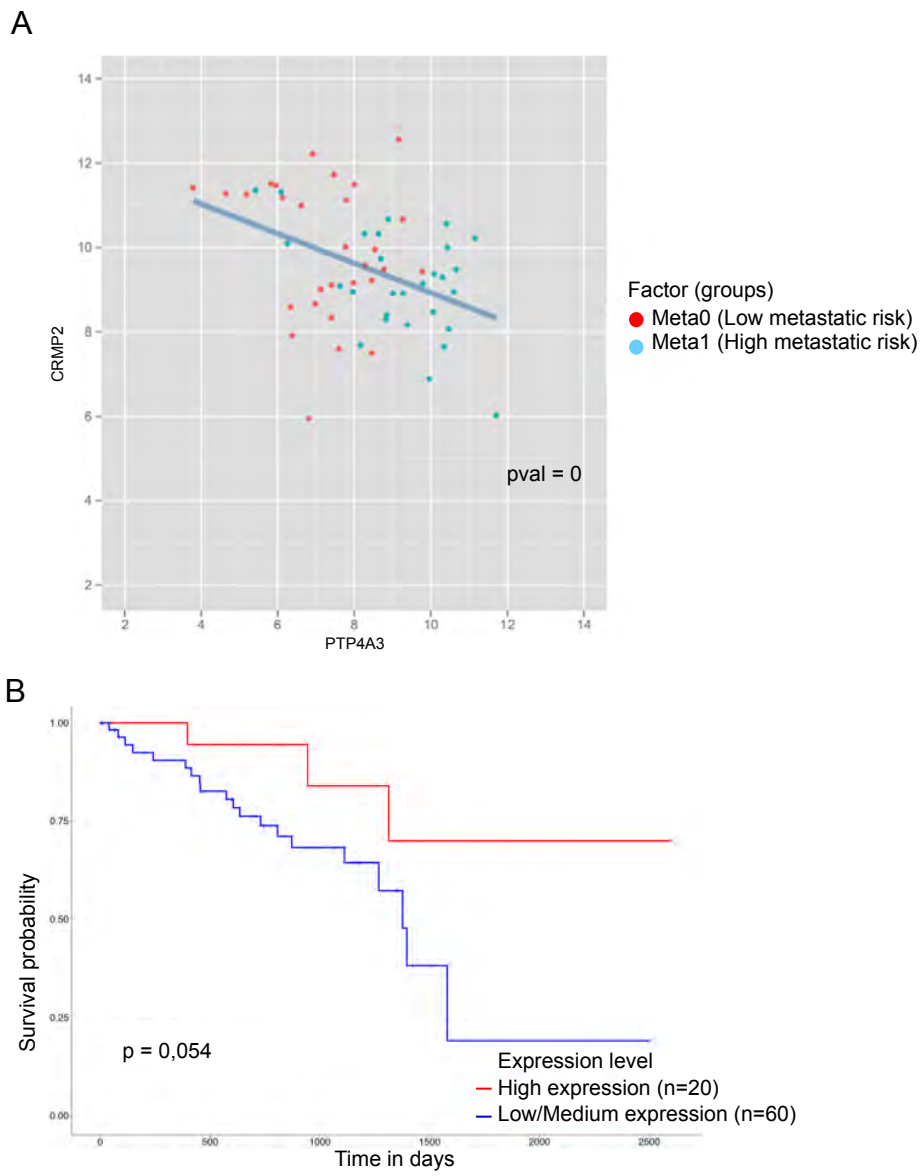 A
14
12
10
8
6
4
2
CRMP2
2 4 6 8 10 12 14
PTP4A3
pval = 0
Factor (groups)
Meta0 (Low metastatic risk)
Meta1 (High metastatic risk)
B
1.00
0.75
0.50
0.25
0.00
Survival probability
p = 0,054
Expression level
High expression (n=20)
Low/Medium expression (n=60)
0 500 1000 1500 2000 2500
Time in days